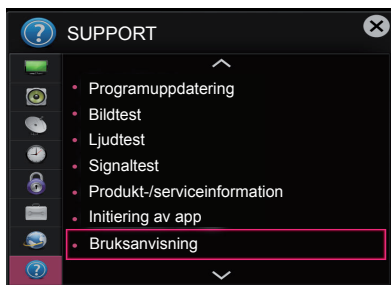 SUPPORT
Programuppdatering
Bildtest
Ljudtest
Signaltest
Produkt-/serviceinformation
Initiering av app
Bruksanvisning